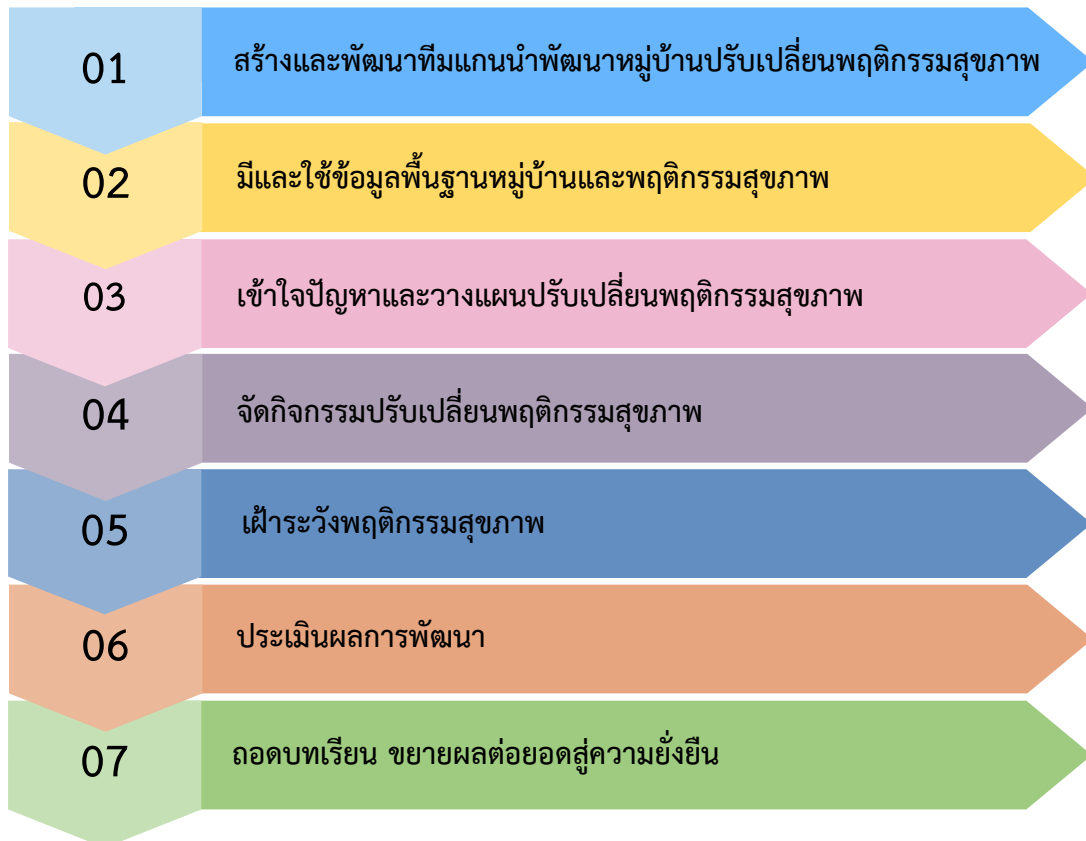 01
สร้างและพัฒนาทีมแกนนำพัฒนาหมู่บ้านปรับเปลี่ยนพฤติกรรมสุขภาพ
02
มีและใช้ข้อมูลพื้นฐานหมู่บ้านและพฤติกรรมสุขภาพ
03
เข้าใจปัญหาและวางแผนปรับเปลี่ยนพฤติกรรมสุขภาพ
04
จัดกิจกรรมปรับเปลี่ยนพฤติกรรมสุขภาพ
05
เฝ้าระวังพฤติกรรมสุขภาพ
06
ประเมินผลการพัฒนา
07
ถอดบทเรียน ขยายผลต่อยอดสู่ความยั่งยืน